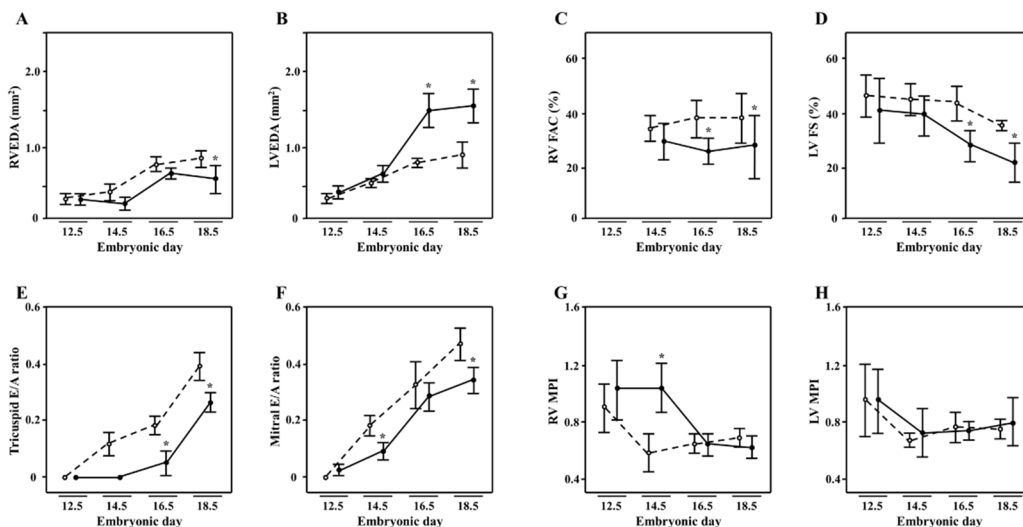 A
B
C
D
RVEDA (mm²)
2.0
1.0
0
*
12.5 14.5 16.5 18.5
Embryonic day
LVEDA (mm²)
2.0
1.0
0
* *
12.5 14.5 16.5 18.5
Embryonic day
RV FAC (%)
60
40
20
0
* *
12.5 14.5 16.5 18.5
Embryonic day
LV FS (%)
60
40
20
0
* *
12.5 14.5 16.5 18.5
Embryonic day
E
F
G
H
Tricuspid E/A ratio
0.6
0.4
0.2
0
* *
12.5 14.5 16.5 18.5
Embryonic day
Mitral E/A ratio
0.6
0.4
0.2
0
* *
12.5 14.5 16.5 18.5
Embryonic day
RV MPI
1.6
1.2
0.8
0.4
*
12.5 14.5 16.5 18.5
Embryonic day
LV MPI
1.6
1.2
0.8
0.4
12.5 14.5 16.5 18.5
Embryonic day